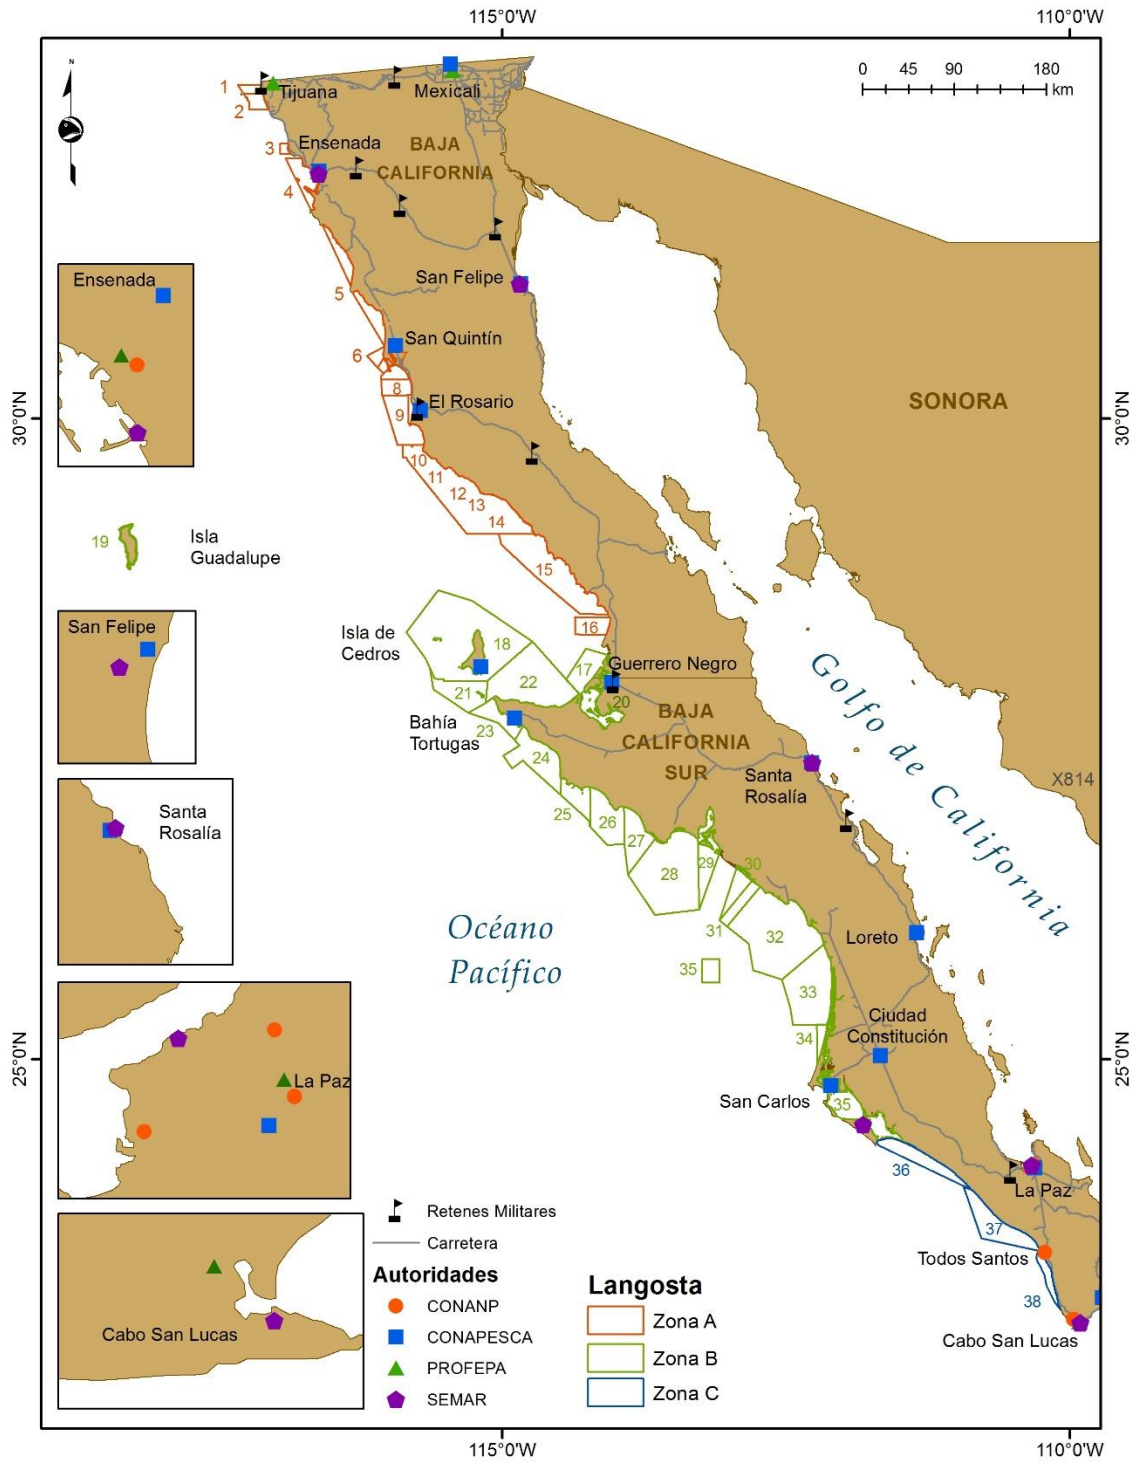 115°0'W
110°0'W
N
0 45 90 180
km
1
2
Tijuana
Mexicali
3
Ensenada
BAJA
CALIFORNIA
4
San Felipe
5
San Quintín
6
8
El Rosario
9
SONORA
30°0'N
30°0'N
10
11
12
13
14
15
16
Ensenada
19
Isla
Guadalupe
San Felipe
Isla de
Cedros
18
17
Guerrero Negro
22
21
20
Bahía
Tortugas
23
24
BAJA
CALIFORNIA
SUR
Golfo de California
Santa
Rosalía
X814
25
26
27
28
29
30
31
32
Loreto
35
33
Océano
Pacífico
Santa
Rosalía
Ciudad
Constitución
34
25°0'N
25°0'N
San Carlos
35
La Paz
36
La Paz
37
Todos Santos
38
Cabo San Lucas
Cabo San Lucas
Retenes Militares
Carretera
Autoridades
CONANP
CONAPESCA
PROFEPA
SEMAR
Langosta
Zona A
Zona B
Zona C
115°0'W
110°0'W